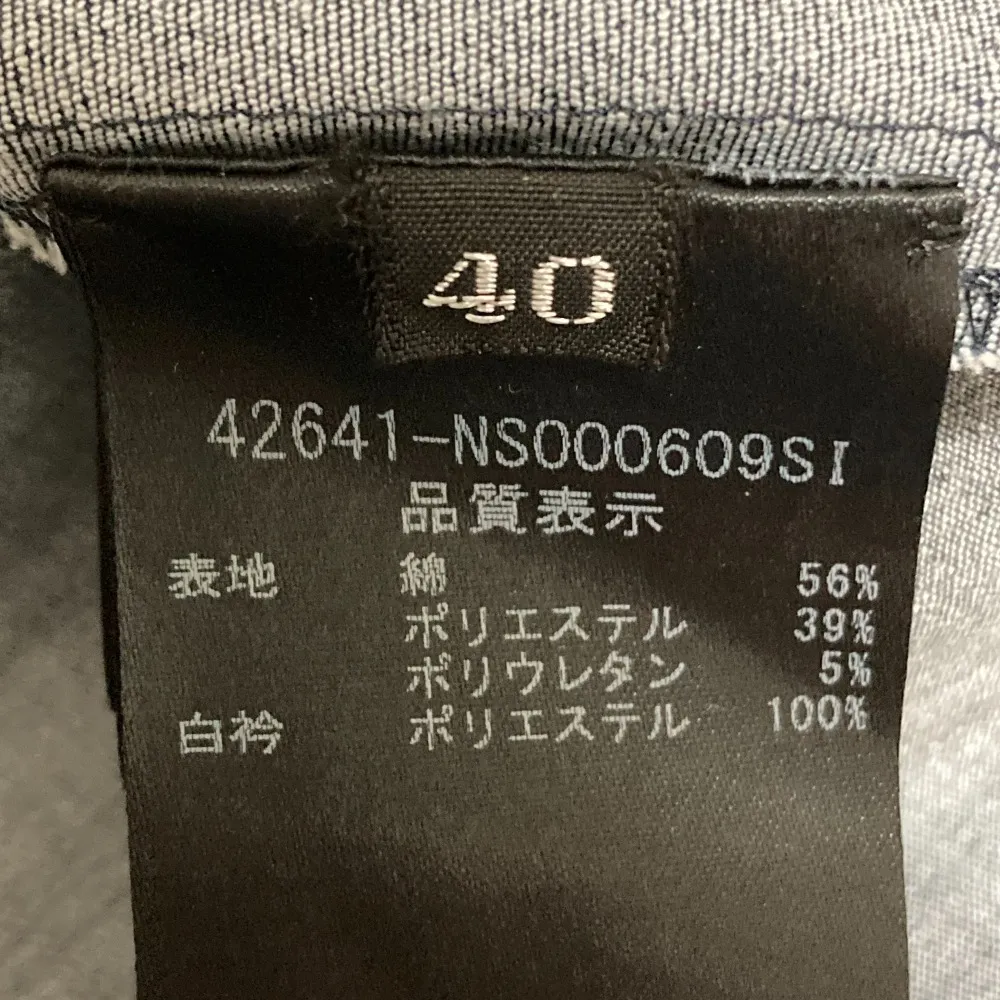 40
42641-NS000609SI
品質表示
表地 綿 56%
ポリエステル 39%
ポリウレタン 5%
白衿 ポリエステル 100%